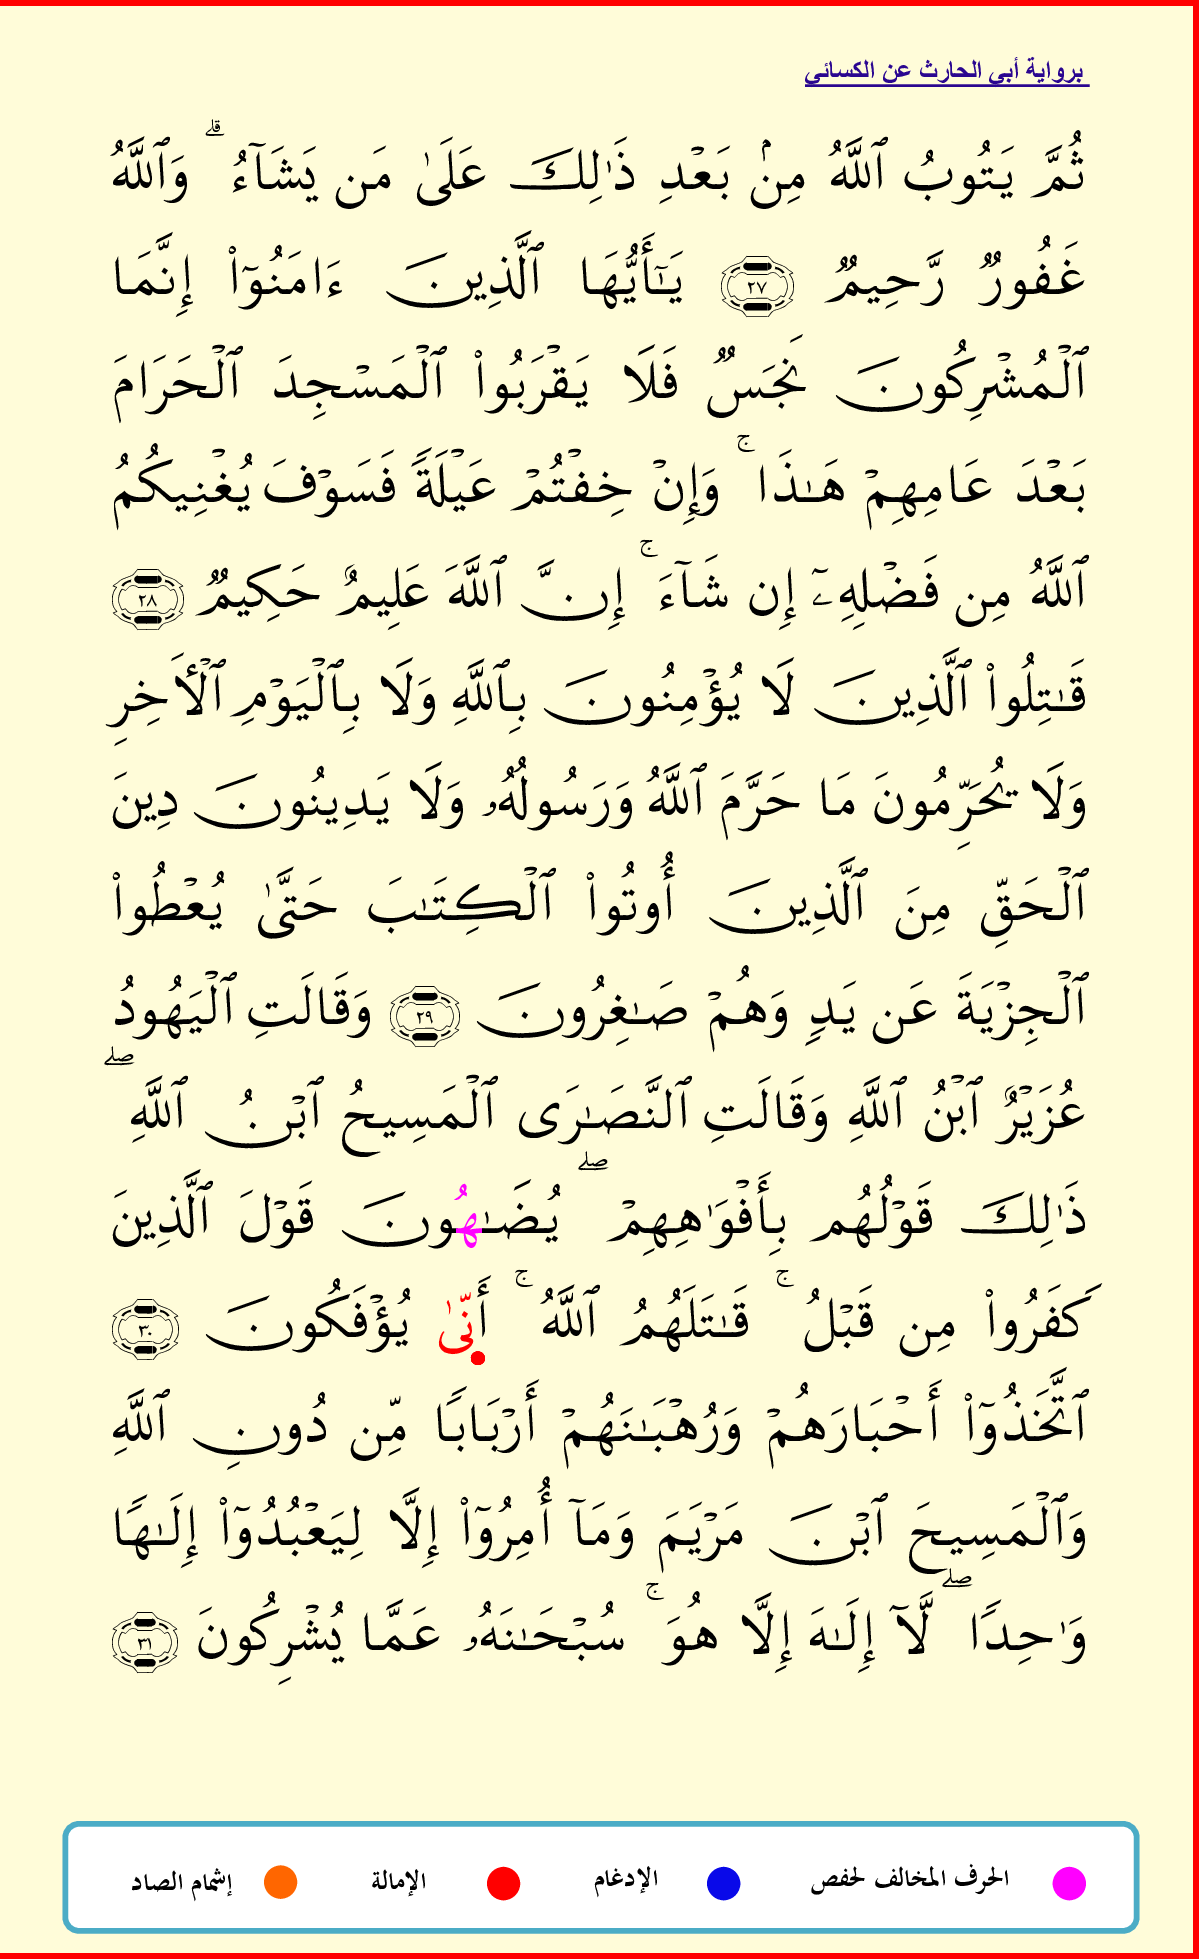 برواية أبي الحارث عن الكسائي
ثُمَّ يَتُوبُ ٱللَّهُ مِنۢ بَعْدِ ذَٰلِكَ عَلَىٰ مَن يَشَآءُ ۗ وَٱللَّهُ
غَفُورٌ رَّحِيمٌ ٢٧ يَـٰٓأَيُّهَا ٱلَّذِينَ ءَامَنُوٓا۟ إِنَّمَا
ٱلْمُشْرِكُونَ نَجَسٌ فَلَا يَقْرَبُوا۟ ٱلْمَسْجِدَ ٱلْحَرَامَ
بَعْدَ عَامِهِمْ هَـٰذَا ۚ وَإِنْ خِفْتُمْ عَيْلَةً فَسَوْفَ يُغْنِيكُمُ
ٱللَّهُ مِن فَضْلِهِۦٓ إِن شَآءَ ۚ إِنَّ ٱللَّهَ عَلِيمٌ حَكِيمٌ ٢٨
قَـٰتِلُوا۟ ٱلَّذِينَ لَا يُؤْمِنُونَ بِٱللَّهِ وَلَا بِٱلْيَوْمِ ٱلْـَٔاخِرِ
وَلَا يُحَرِّمُونَ مَا حَرَّمَ ٱللَّهُ وَرَسُولُهُۥ وَلَا يَدِينُونَ دِينَ
ٱلْحَقِّ مِنَ ٱلَّذِينَ أُوتُوا۟ ٱلْكِتَـٰبَ حَتَّىٰ يُعْطُوا۟
ٱلْجِزْيَةَ عَن يَدٍ وَهُمْ صَـٰغِرُونَ ٢٩ وَقَالَتِ ٱلْيَهُودُ
عُزَيْرٌ ٱبْنُ ٱللَّهِ وَقَالَتِ ٱلنَّصَـٰرَى ٱلْمَسِيحُ ٱبْنُ ٱللَّهِ ۖ
ذَٰلِكَ قَوْلُهُم بِأَفْوَٰهِهِمْ ۖ يُضَـٰهُونَ قَوْلَ ٱلَّذِينَ
كَفَرُوا۟ مِن قَبْلُ ۚ قَـٰتَلَهُمُ ٱللَّهُ ۚ أَنَّىٰ يُؤْفَكُونَ ٣٠
ٱتَّخَذُوٓا۟ أَحْبَارَهُمْ وَرُهْبَـٰنَهُمْ أَرْبَابًا مِّن دُونِ ٱللَّهِ
وَٱلْمَسِيحَ ٱبْنَ مَرْيَمَ وَمَآ أُمِرُوٓا۟ إِلَّا لِيَعْبُدُوٓا۟ إِلَـٰهًا
وَٰحِدًا ۖ لَّآ إِلَـٰهَ إِلَّا هُوَ ۚ سُبْحَـٰنَهُۥ عَمَّا يُشْرِكُونَ ٣١
الحرف المخالف لحفص الإدغام الإمالة إشمام الصاد